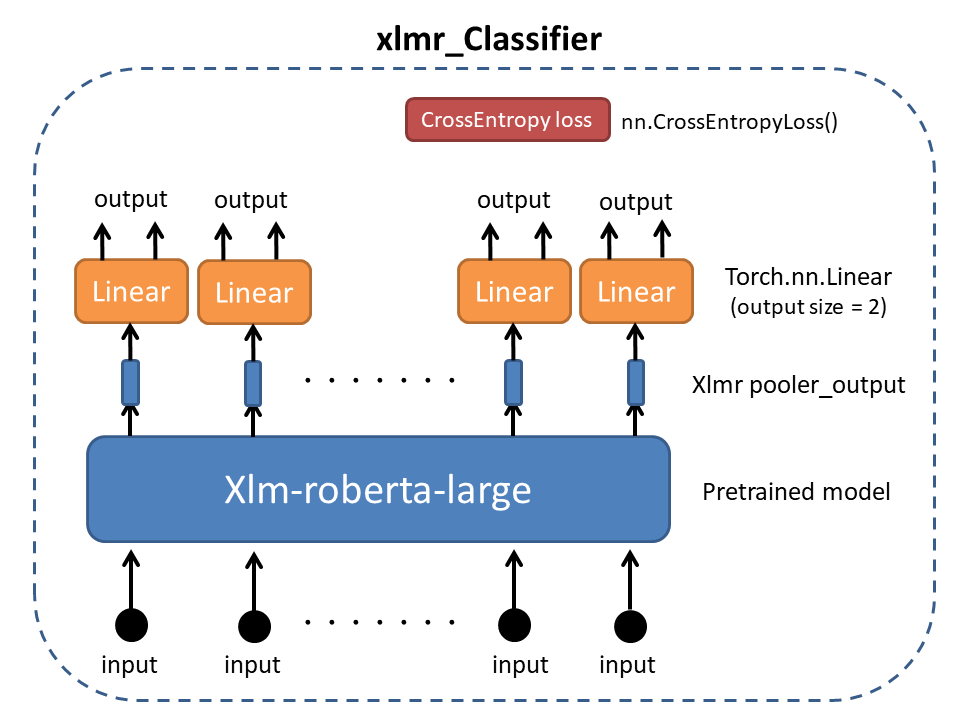 xlmr_Classifier
CrossEntropy loss
nn.CrossEntropyLoss()
output
output
output
output
Linear
Linear
Linear
Linear
Torch.nn.Linear
(output size = 2)
. . . . . . .
Xlmr pooler_output
Xlm-roberta-large
Pretrained model
. . . . . . .
input
input
input
input